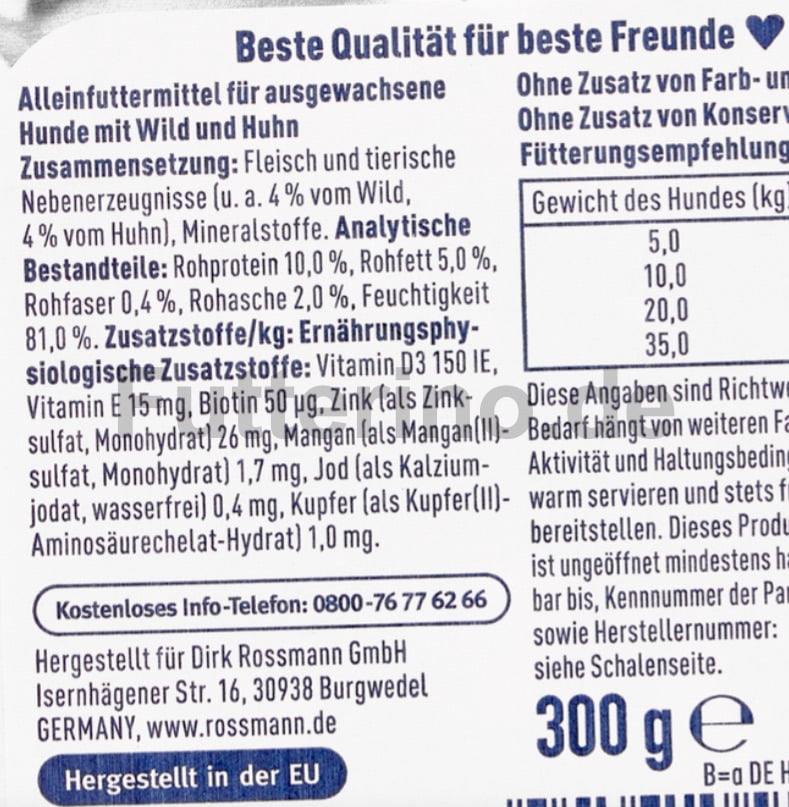 Beste Qualität für beste Freunde
Alleinfuttermittel für ausgewachsene
Hunde mit Wild und Huhn
Zusammensetzung: Fleisch und tierische
Nebenerzeugnisse (u. a. 4 % vom Wild,
4 % vom Huhn), Mineralstoffe. Analytische
Bestandteile: Rohprotein 10,0 %, Rohfett 5,0 %,
Rohfaser 0,4 %, Rohasche 2,0 %, Feuchtigkeit
81,0 %. Zusatzstoffe/kg: Ernährungsphy-
siologische Zusatzstoffe: Vitamin D3 150 IE,
Vitamin E 15 mg, Biotin 50 µg, Zink (als Zink-
sulfat, Monohydrat) 26 mg, Mangan (als Mangan(II)-
sulfat, Monohydrat) 1,7 mg, Jod (als Kalzium-
jodat, wasserfrei) 0,4 mg, Kupfer (als Kupfer(II)-
Aminosäurechelat-Hydrat) 1,0 mg.
Kostenloses Info-Telefon: 0800-76 77 62 66
Hergestellt für Dirk Rossmann GmbH
Isernhägener Str. 16, 30938 Burgwedel
GERMANY, www.rossmann.de
Hergestellt in der EU
Ohne Zusatz von Farb- un
Ohne Zusatz von Konserv
Fütterungsempfehlung
Gewicht des Hundes (kg)
5,0
10,0
20,0
35,0
Diese Angaben sind Richtwe
Bedarf hängt von weiteren Fa
Aktivität und Haltungsbeding
warm servieren und stets f
bereitstellen. Dieses Produ
ist ungeöffnet mindestens ha
bar bis, Kennnummer der Pa
sowie Herstellernummer:
siehe Schalenseite.
300 g e
B=a DE H
Futterino.de